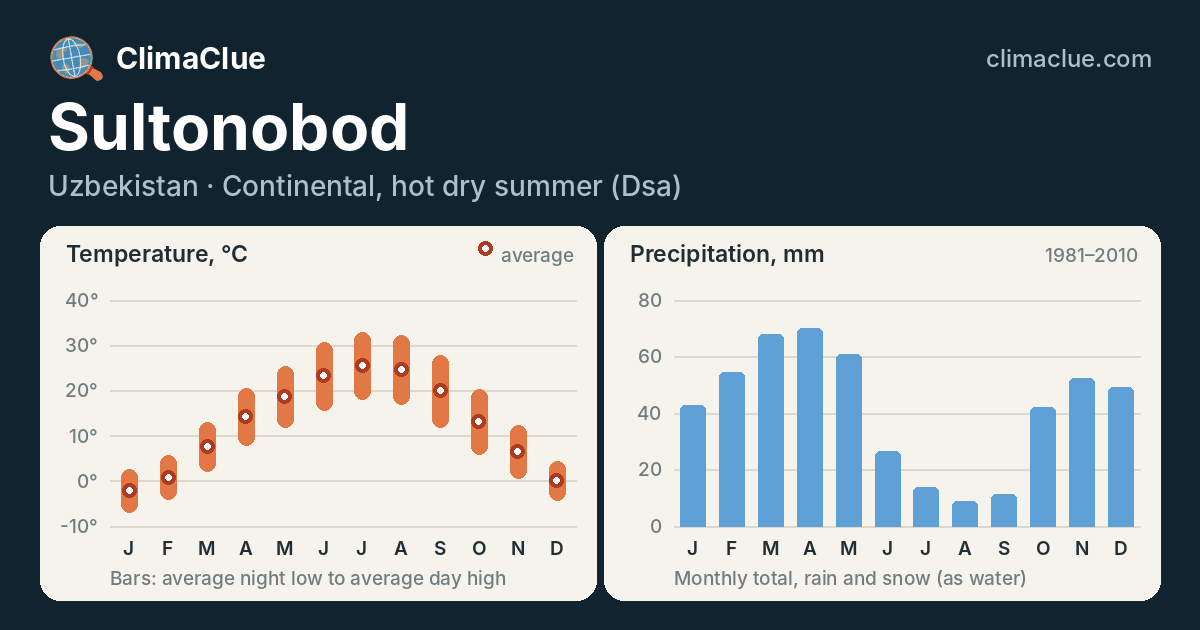 ClimaClue
climaclue.com
Sultonobod
Uzbekistan · Continental, hot dry summer (Dsa)
Temperature, °C
average
40°
30°
20°
10°
0°
-10°
J F M A M J J A S O N D
Bars: average night low to average day high
Precipitation, mm
1981–2010
80
60
40
20
0
J F M A M J J A S O N D
Monthly total, rain and snow (as water)